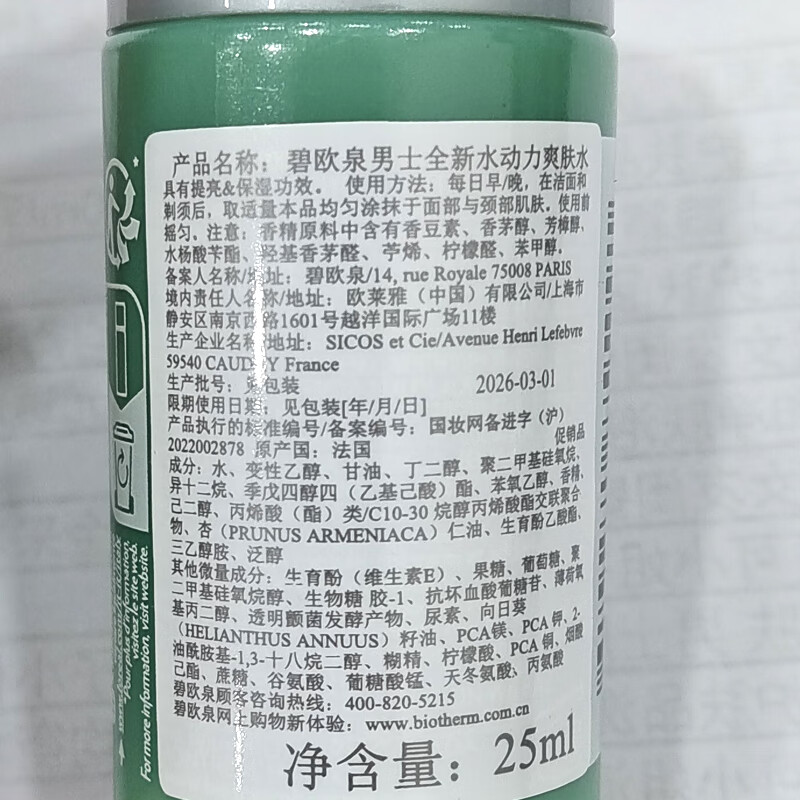 产品名称：碧欧泉男士全新水动力爽肤水
具有提亮&保湿功效。 使用方法：每日早/晚，在洁面和
剃须后，取适量本品均匀涂抹于面部与颈部肌肤。使用前
摇匀。注意：香精原料中含有香豆素、香茅醇、芳樟醇、
水杨酸苄酯、羟基香茅醛、苧烯、柠檬醛、苯甲醇。
备案人名称/地址：碧欧泉/14, rue Royale 75008 PARIS
境内责任人名称/地址：欧莱雅（中国）有限公司/上海市
静安区南京西路1601号越洋国际广场11楼
生产企业名称/地址：SICOS et Cie/Avenue Henri Lefebvre
59540 CAUDRY France
生产批号：见包装 2026-03-01
限期使用日期：见包装[年/月/日]
产品执行的标准编号/备案编号：国妆网备进字（沪）
2022002878 原产国：法国 促销品
成分：水、变性乙醇、甘油、丁二醇、聚二甲基硅氧烷、
异十二烷、季戊四醇四（乙基己酸）酯、苯氧乙醇、香精、
己二醇、丙烯酸（酯）类/C10-30 烷醇丙烯酸酯交联聚合
物、杏（PRUNUS ARMENIACA）仁油、生育酚乙酸酯、
三乙醇胺、泛醇
其他微量成分：生育酚（维生素E）、果糖、葡萄糖、聚
二甲基硅氧烷醇、生物糖 胶-1、抗坏血酸葡糖苷、薄荷氧
基丙二醇、透明颤菌发酵产物、尿素、向日葵
（HELIANTHUS ANNUUS）籽油、PCA镁、PCA 钾、2-
油酰胺基-1,3-十八烷二醇、糊精、柠檬酸、PCA 铜、烟酸
己酯、蔗糖、谷氨酸、葡糖酸锰、天冬氨酸、丙氨酸
碧欧泉顾客咨询热线：400-820-5215
碧欧泉网上购物新体验：www.biotherm.com.cn
净含量：25ml
visitez le site web.
*Pour plus d'information,
For more information, visit website.